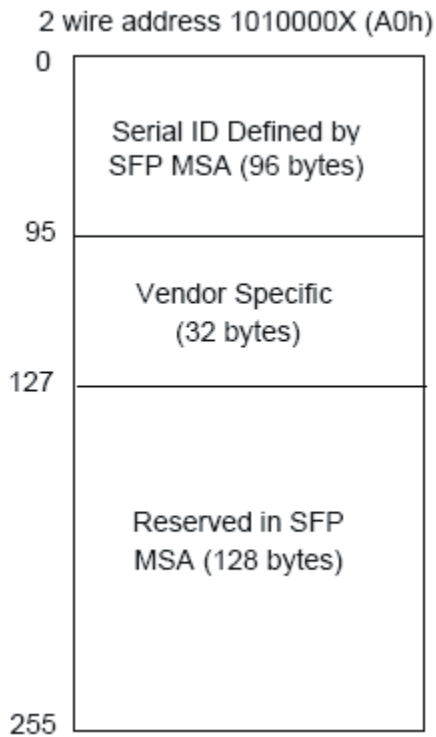 2 wire address 1010000X (A0h)
0
Serial ID Defined by
SFP MSA (96 bytes)
95
Vendor Specific
(32 bytes)
127
Reserved in SFP
MSA (128 bytes)
255